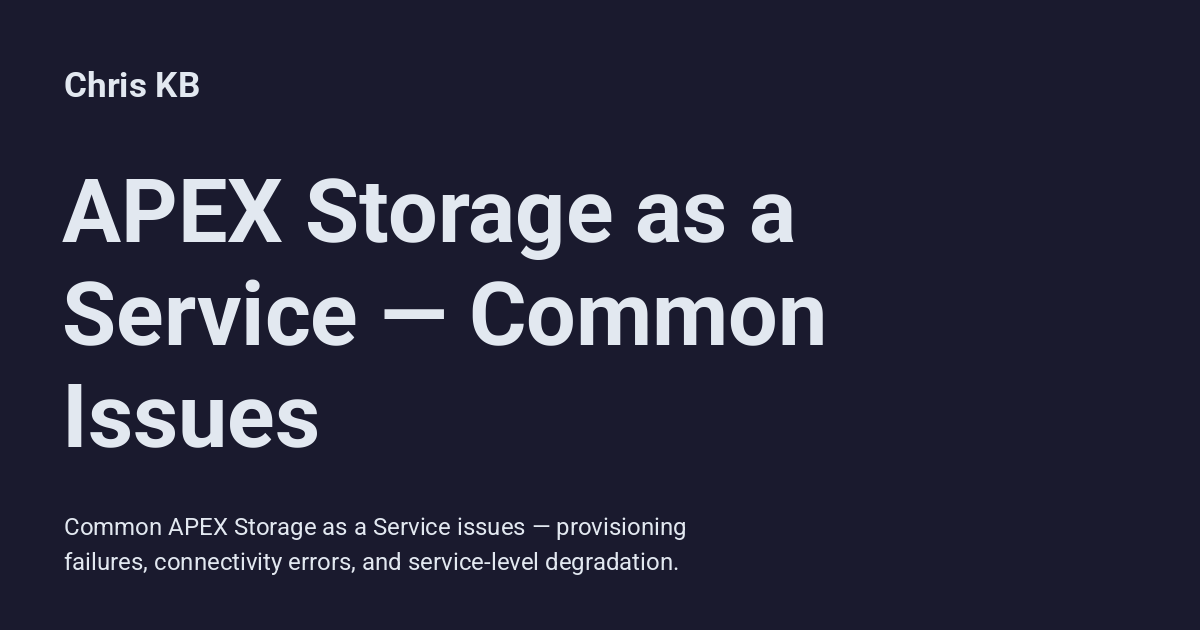 Chris KB
APEX Storage as a
Service — Common
Issues
Common APEX Storage as a Service issues — provisioning
failures, connectivity errors, and service-level degradation.